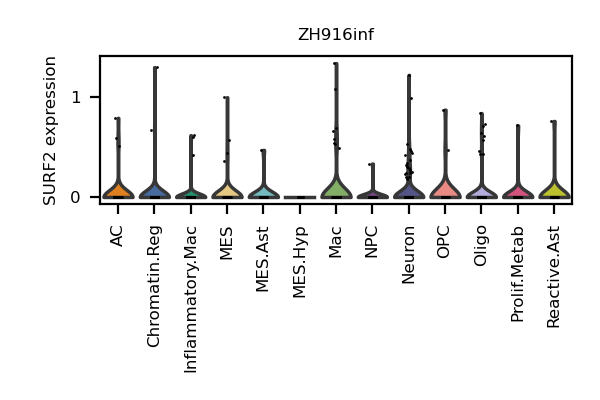 ZH916inf
SURF2 expression
1
0
AC
Chromatin.Reg
Inflammatory.Mac
MES
MES.Ast
MES.Hyp
Mac
NPC
Neuron
OPC
Oligo
Prolif.Metab
Reactive.Ast